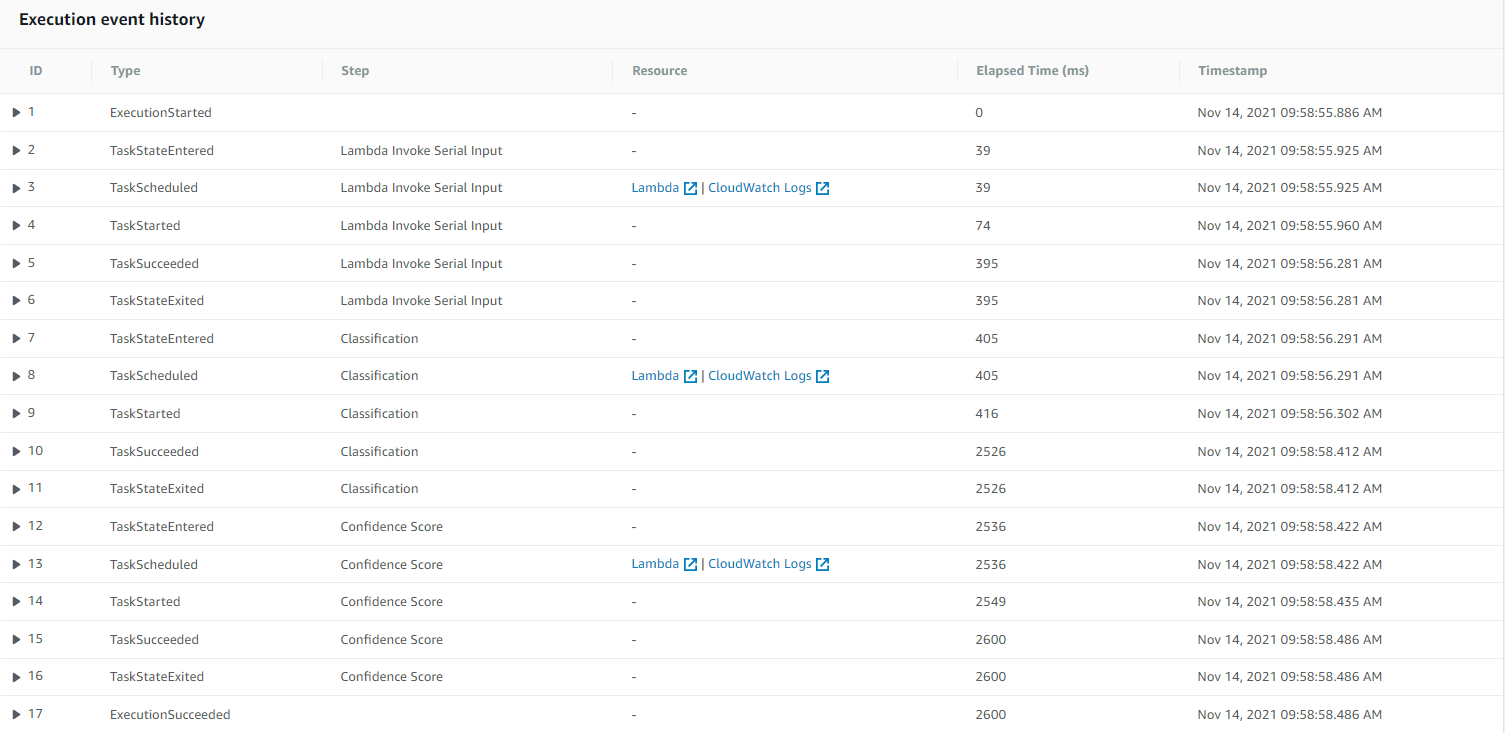 Execution event history
ID Type Step Resource Elapsed Time (ms) Timestamp
1 ExecutionStarted - 0 Nov 14, 2021 09:58:55.886 AM
2 TaskStateEntered Lambda Invoke Serial Input - 39 Nov 14, 2021 09:58:55.925 AM
3 TaskScheduled Lambda Invoke Serial Input Lambda | CloudWatch Logs 39 Nov 14, 2021 09:58:55.925 AM
4 TaskStarted Lambda Invoke Serial Input - 74 Nov 14, 2021 09:58:55.960 AM
5 TaskSucceeded Lambda Invoke Serial Input - 395 Nov 14, 2021 09:58:56.281 AM
6 TaskStateExited Lambda Invoke Serial Input - 395 Nov 14, 2021 09:58:56.281 AM
7 TaskStateEntered Classification - 405 Nov 14, 2021 09:58:56.291 AM
8 TaskScheduled Classification Lambda | CloudWatch Logs 405 Nov 14, 2021 09:58:56.291 AM
9 TaskStarted Classification - 416 Nov 14, 2021 09:58:56.302 AM
10 TaskSucceeded Classification - 2526 Nov 14, 2021 09:58:58.412 AM
11 TaskStateExited Classification - 2526 Nov 14, 2021 09:58:58.412 AM
12 TaskStateEntered Confidence Score - 2536 Nov 14, 2021 09:58:58.422 AM
13 TaskScheduled Confidence Score Lambda | CloudWatch Logs 2536 Nov 14, 2021 09:58:58.422 AM
14 TaskStarted Confidence Score - 2549 Nov 14, 2021 09:58:58.435 AM
15 TaskSucceeded Confidence Score - 2600 Nov 14, 2021 09:58:58.486 AM
16 TaskStateExited Confidence Score - 2600 Nov 14, 2021 09:58:58.486 AM
17 ExecutionSucceeded - 2600 Nov 14, 2021 09:58:58.486 AM